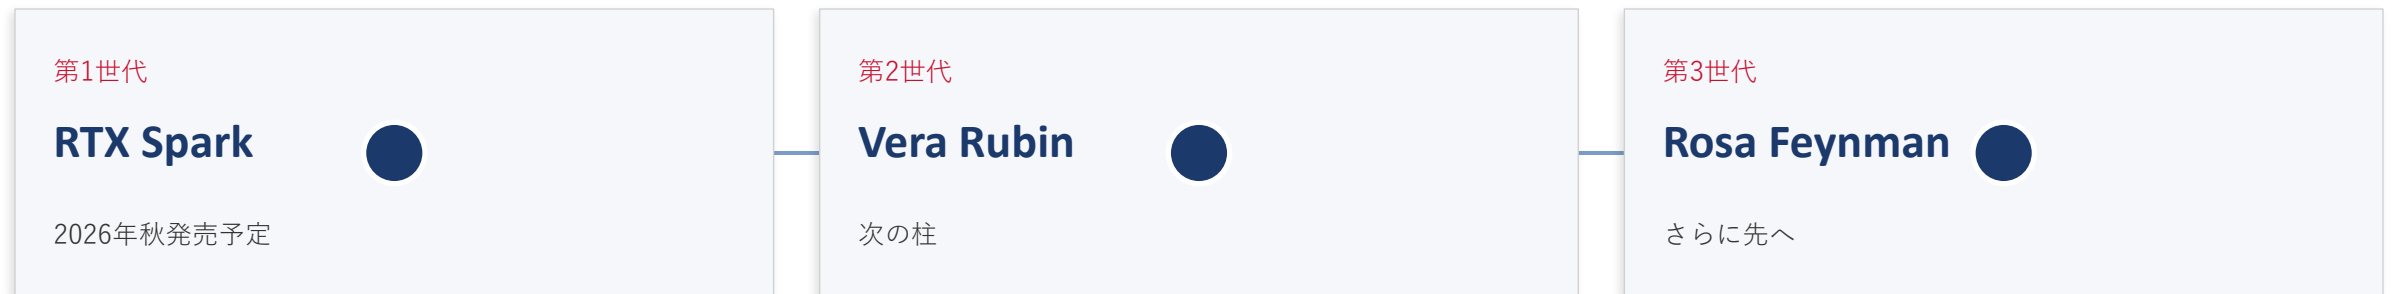 第1世代
RTX Spark
2026年秋発売予定
第2世代
Vera Rubin
次の柱
第3世代
Rosa Feynman
さらに先へ